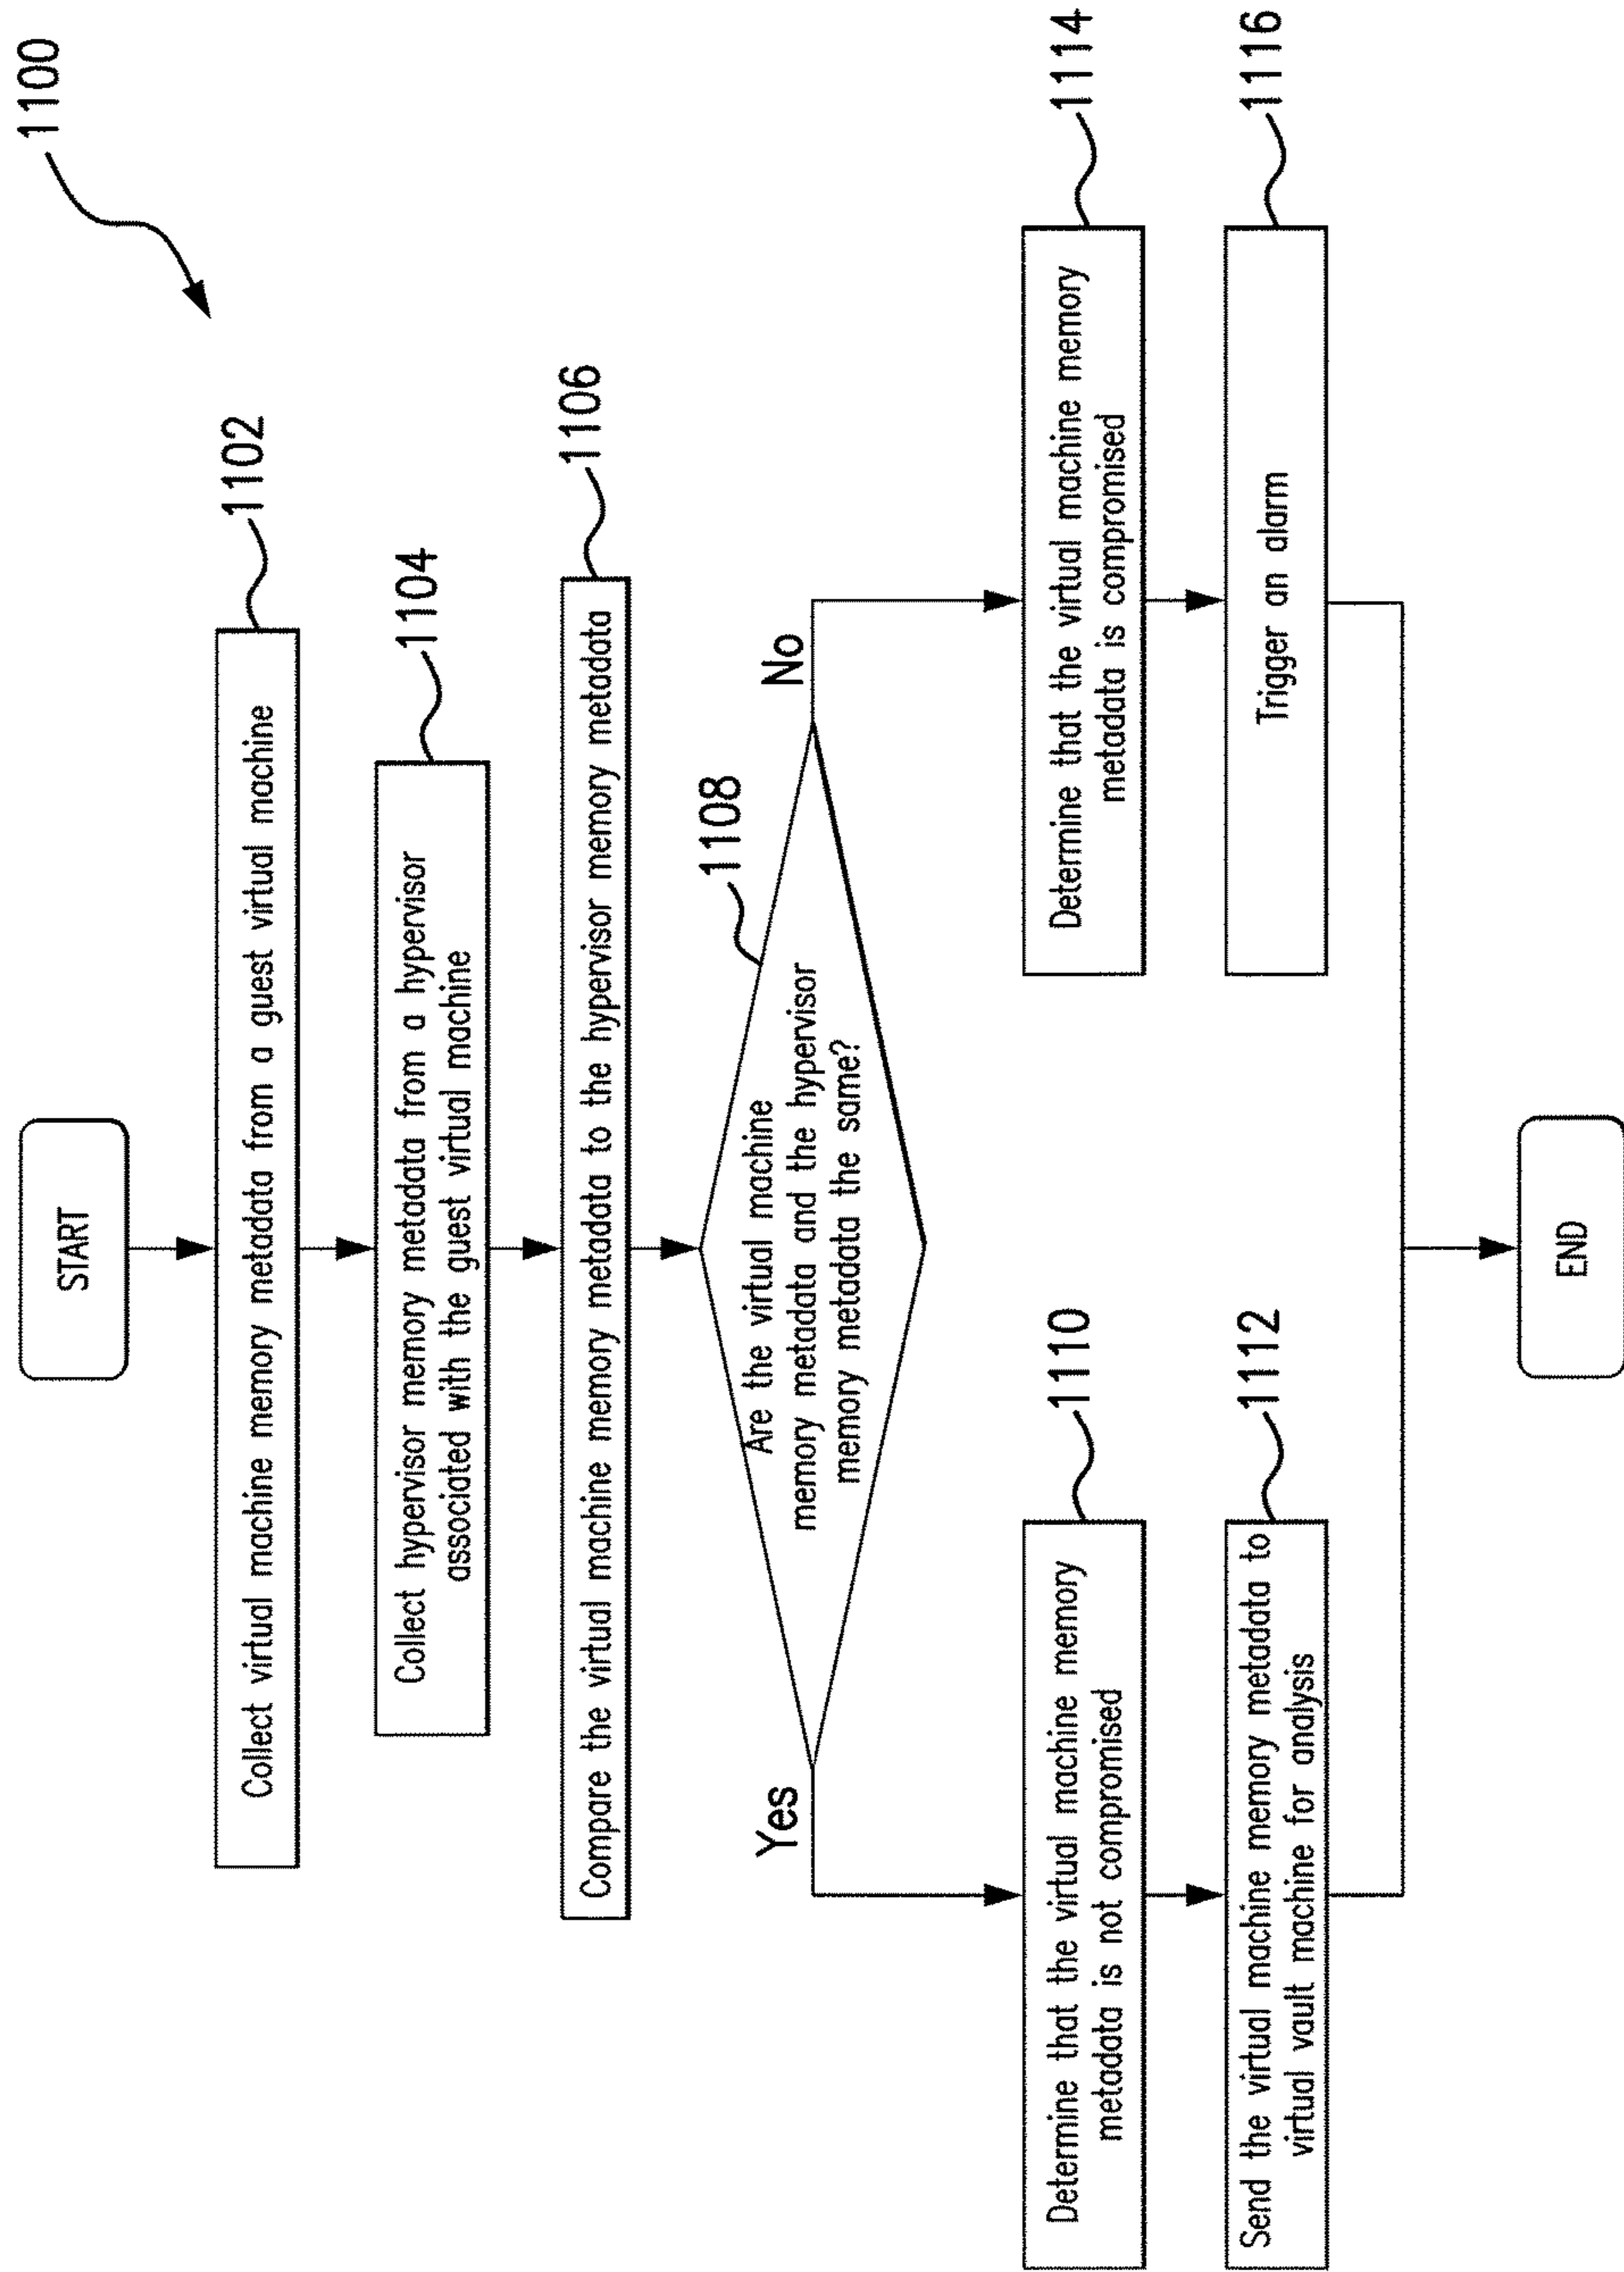 1100
START
Collect virtual machine memory metadata from a guest virtual machine
1102
Collect hypervisor memory metadata from a hypervisor
associated with the guest virtual machine
1104
Compare the virtual machine memory metadata to the hypervisor memory metadata
1106
Are the virtual machine
memory metadata and the hypervisor
memory metadata the same?
1108
Yes
No
Determine that the virtual machine memory
metadata is not compromised
1110
Determine that the virtual machine memory
metadata is compromised
1114
Send the virtual machine memory metadata to
virtual vault machine for analysis
1112
Trigger an alarm
1116
END